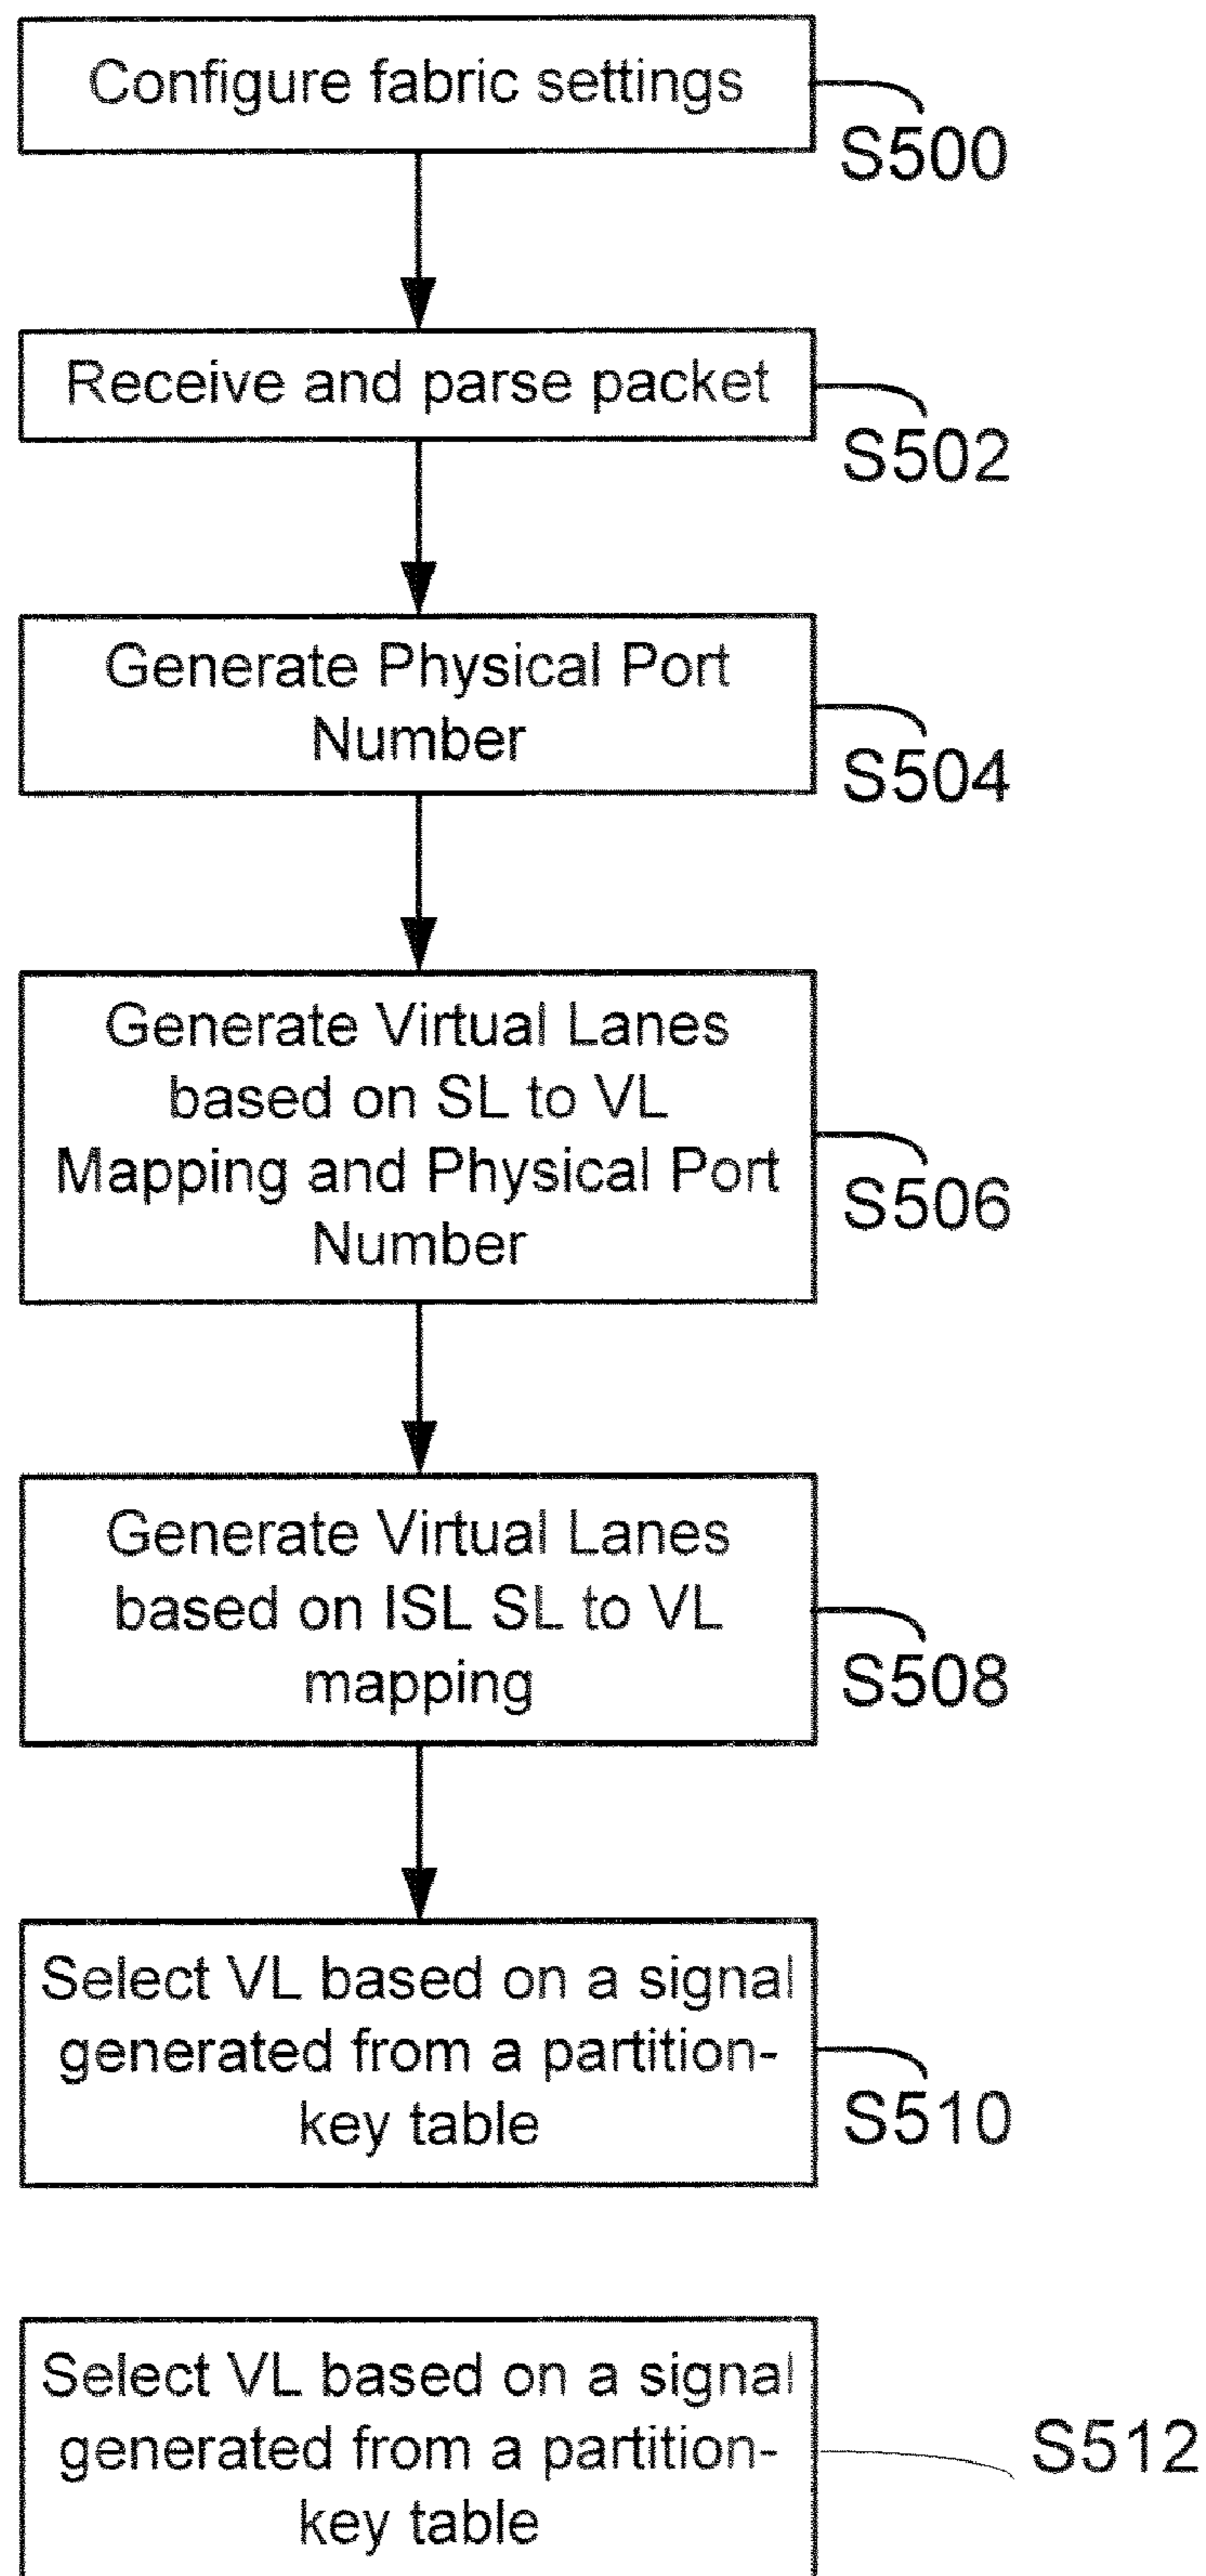 Configure fabric settings
S500
Receive and parse packet
S502
Generate Physical Port
Number
S504
Generate Virtual Lanes
based on SL to VL
Mapping and Physical Port
Number
S506
Generate Virtual Lanes
based on ISL SL to VL
mapping
S508
Select VL based on a signal
generated from a partition-
key table
S510
Select VL based on a signal
generated from a partition-
key table
S512